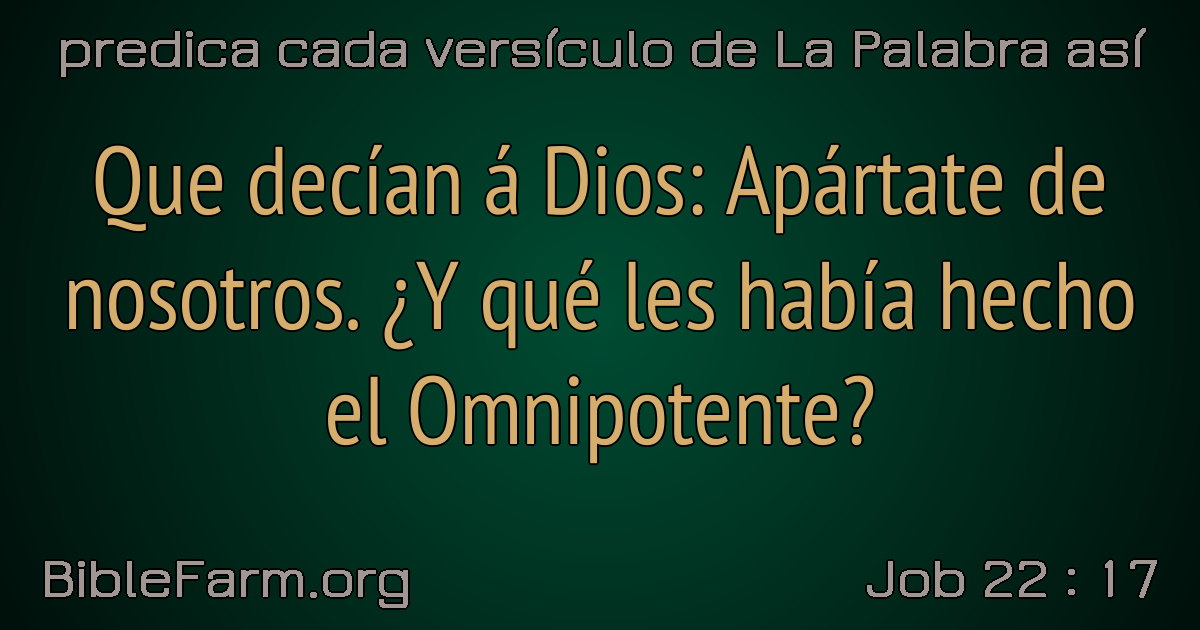 predica cada versículo de La Palabra así
Que decían á Dios: Apártate de
nosotros. ¿Y qué les había hecho
el Omnipotente?
BibleFarm.org
Job 22 : 17